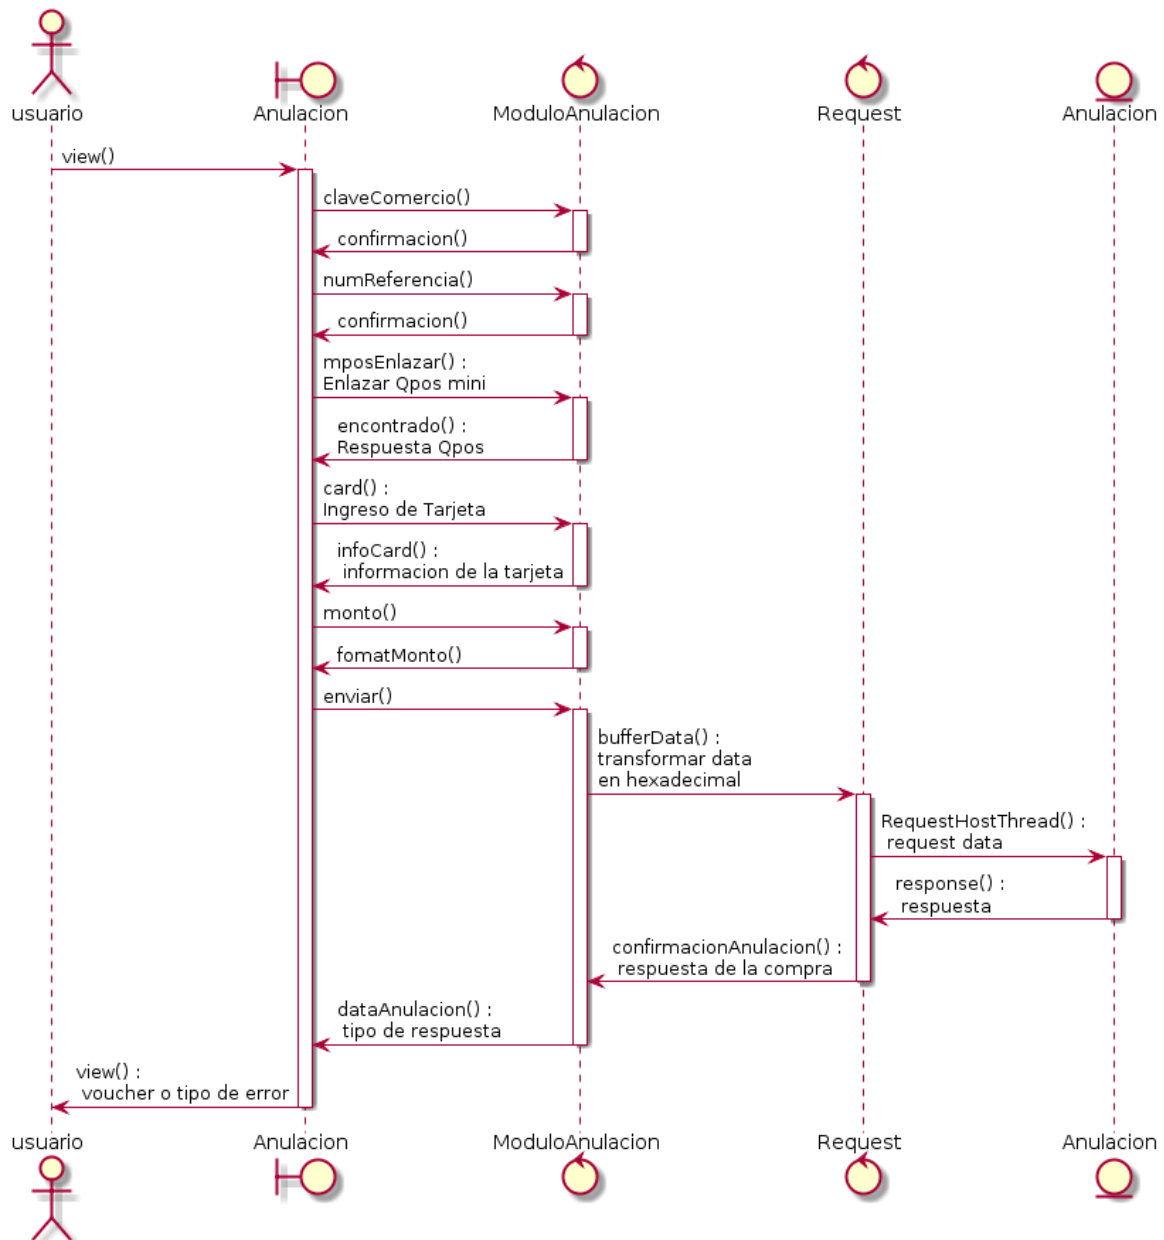 usuario
Anulacion
ModuloAnulacion
Request
Anulacion
view()
claveComercio()
confirmacion()
numReferencia()
confirmacion()
mposEnlazar() :
Enlazar Qpos mini
encontrado() :
Respuesta Qpos
card() :
Ingreso de Tarjeta
infoCard() :
informacion de la tarjeta
monto()
fomatMonto()
enviar()
bufferData() :
transformar data
en hexadecimal
RequestHostThread() :
request data
response() :
respuesta
confirmacionAnulacion() :
respuesta de la compra
dataAnulacion() :
tipo de respuesta
view() :
voucher o tipo de error
usuario
Anulacion
ModuloAnulacion
Request
Anulacion